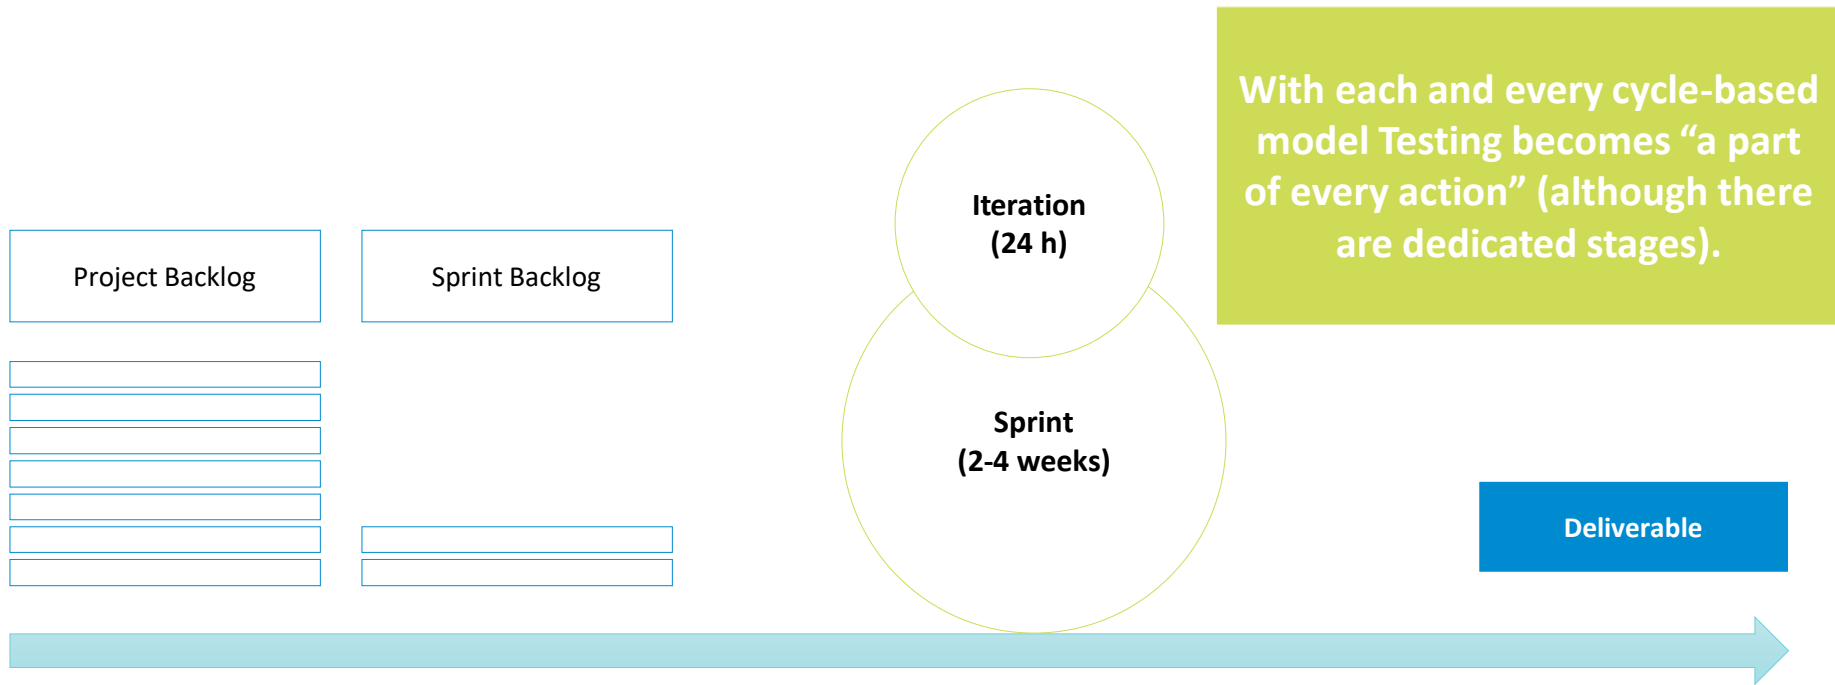 With each and every cycle-based
model Testing becomes “a part
of every action” (although there
are dedicated stages).
Iteration
(24 h)
Project Backlog
Sprint Backlog
Sprint
(2-4 weeks)
Deliverable